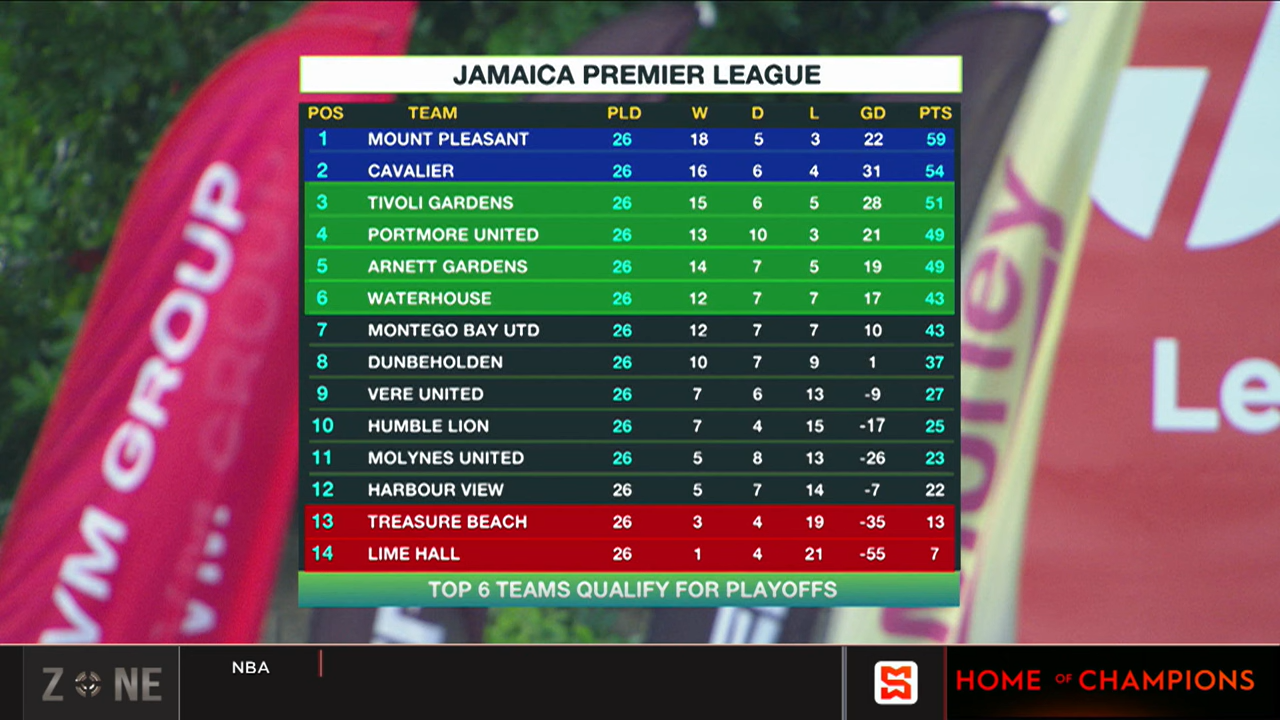 JAMAICA PREMIER LEAGUE
POS TEAM PLD W D L GD PTS
1 MOUNT PLEASANT 26 18 5 3 22 59
2 CAVALIER 26 16 6 4 31 54
3 TIVOLI GARDENS 26 15 6 5 28 51
4 PORTMORE UNITED 26 13 10 3 21 49
5 ARNETT GARDENS 26 14 7 5 19 49
6 WATERHOUSE 26 12 7 7 17 43
7 MONTEGO BAY UTD 26 12 7 7 10 43
8 DUNBEHOLDEN 26 10 7 9 1 37
9 VERE UNITED 26 7 6 13 -9 27
10 HUMBLE LION 26 7 4 15 -17 25
11 MOLYNES UNITED 26 5 8 13 -26 23
12 HARBOUR VIEW 26 5 7 14 -7 22
13 TREASURE BEACH 26 3 4 19 -35 13
14 LIME HALL 26 1 4 21 -55 7
TOP 6 TEAMS QUALIFY FOR PLAYOFFS
VM GROUP
Le
ZONE
NBA
HOME OF CHAMPIONS